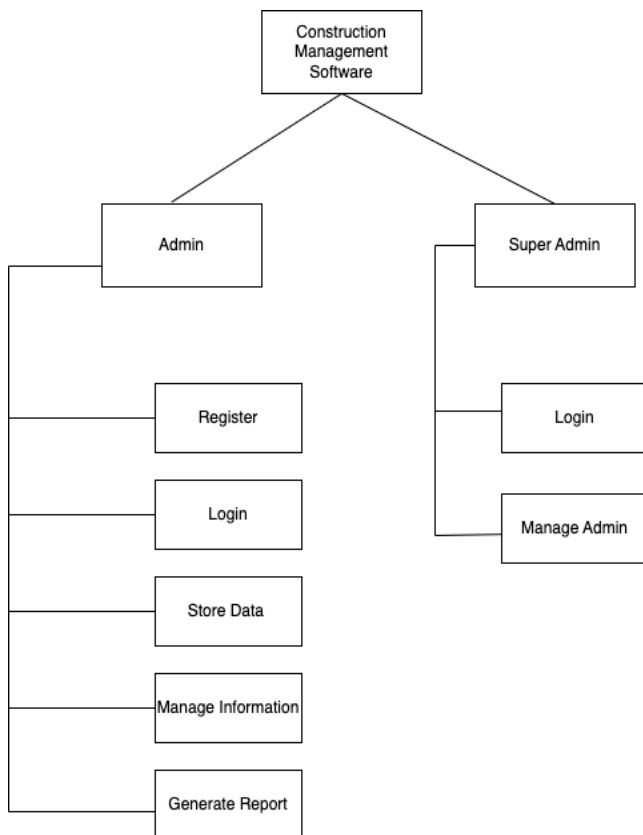 Construction
Management
Software
Admin
Super Admin
Register
Login
Login
Manage Admin
Store Data
Manage Information
Generate Report